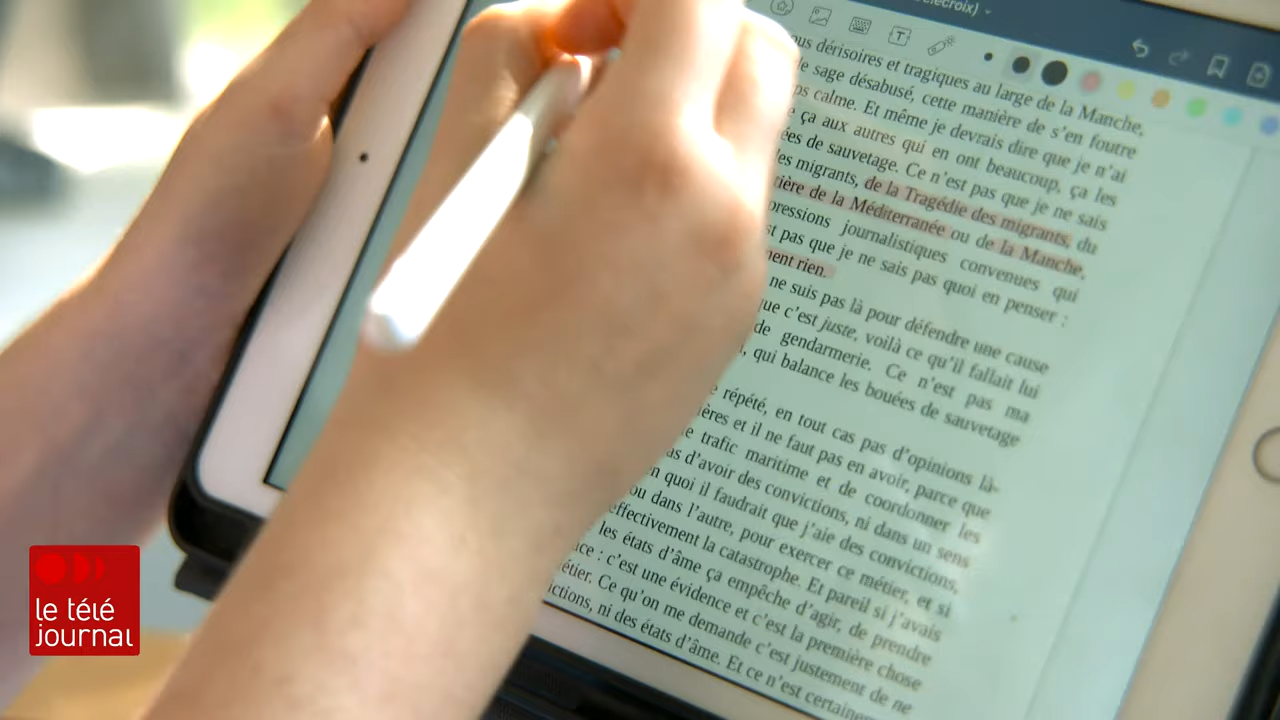 elecroix)
ous dérisoires et tragiques au large de la Manche,
sage désabusé, cette manière de s'en foutre
ps calme. Et même je devrais dire que je n'ai
ça aux autres qui en ont beaucoup, ça les
ées de sauvetage. Ce n'est pas que je ne sais
es migrants, de la Tragédie des migrants, du
tière de la Méditerranée ou de la Manche,
pressions journalistiques convenues qui
st pas que je ne sais pas quoi en penser :
ment rien.
ne suis pas là pour défendre une cause
ue c'est juste, voilà ce qu'il fallait lui
de gendarmerie. Ce n'est pas ma
, qui balance les bouées de sauvetage
répété, en tout cas pas d'opinions là-
ères et il ne faut pas en avoir, parce que
e trafic maritime et de coordonner les
as d'avoir des convictions, ni dans un sens
n quoi il faudrait que j'aie des convictions,
ou dans l'autre, pour exercer ce métier, et si
effectivement la catastrophe. Et pareil si j'avais
les états d'âme ça empêche d'agir, de prendre
ce : c'est une évidence et c'est la première chose
étier. Ce qu'on me demande c'est justement de ne
ictions, ni des états d'âme. Et ce n'est certaine
le télé
journal